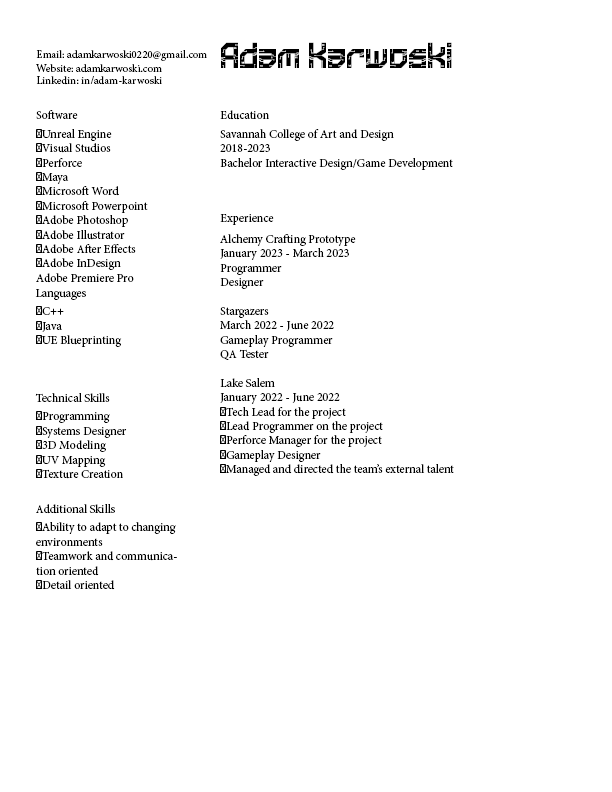 Email: adamkarwoski0220@gmail.com
Website: adamkarwoski.com
Linkedin: in/adam-karwoski
Adam Karwoski
Software
Unreal Engine
Visual Studios
Perforce
Maya
Microsoft Word
Microsoft Powerpoint
Adobe Photoshop
Adobe Illustrator
Adobe After Effects
Adobe InDesign
Adobe Premiere Pro
Languages
C++
Java
UE Blueprinting
Technical Skills
Programming
Systems Designer
3D Modeling
UV Mapping
Texture Creation
Additional Skills
Ability to adapt to changing
environments
Teamwork and communica-
tion oriented
Detail oriented
Education
Savannah College of Art and Design
2018-2023
Bachelor Interactive Design/Game Development
Experience
Alchemy Crafting Prototype
January 2023 - March 2023
Programmer
Designer
Stargazers
March 2022 - June 2022
Gameplay Programmer
QA Tester
Lake Salem
January 2022 - June 2022
Tech Lead for the project
Lead Programmer on the project
Perforce Manager for the project
Gameplay Designer
Managed and directed the team's external talent